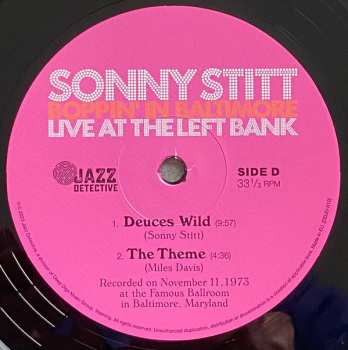 SONNY STITT
BOPPIN' IN BALTIMORE
LIVE AT THE LEFT BANK
JAZZ
DETECTIVE
SIDE D
33 1/3 RPM
1. Deuces Wild (9:57)
(Sonny Stitt)
2. The Theme (4:36)
(Miles Davis)
Recorded on November 11, 1973
at the Famous Ballroom
in Baltimore, Maryland